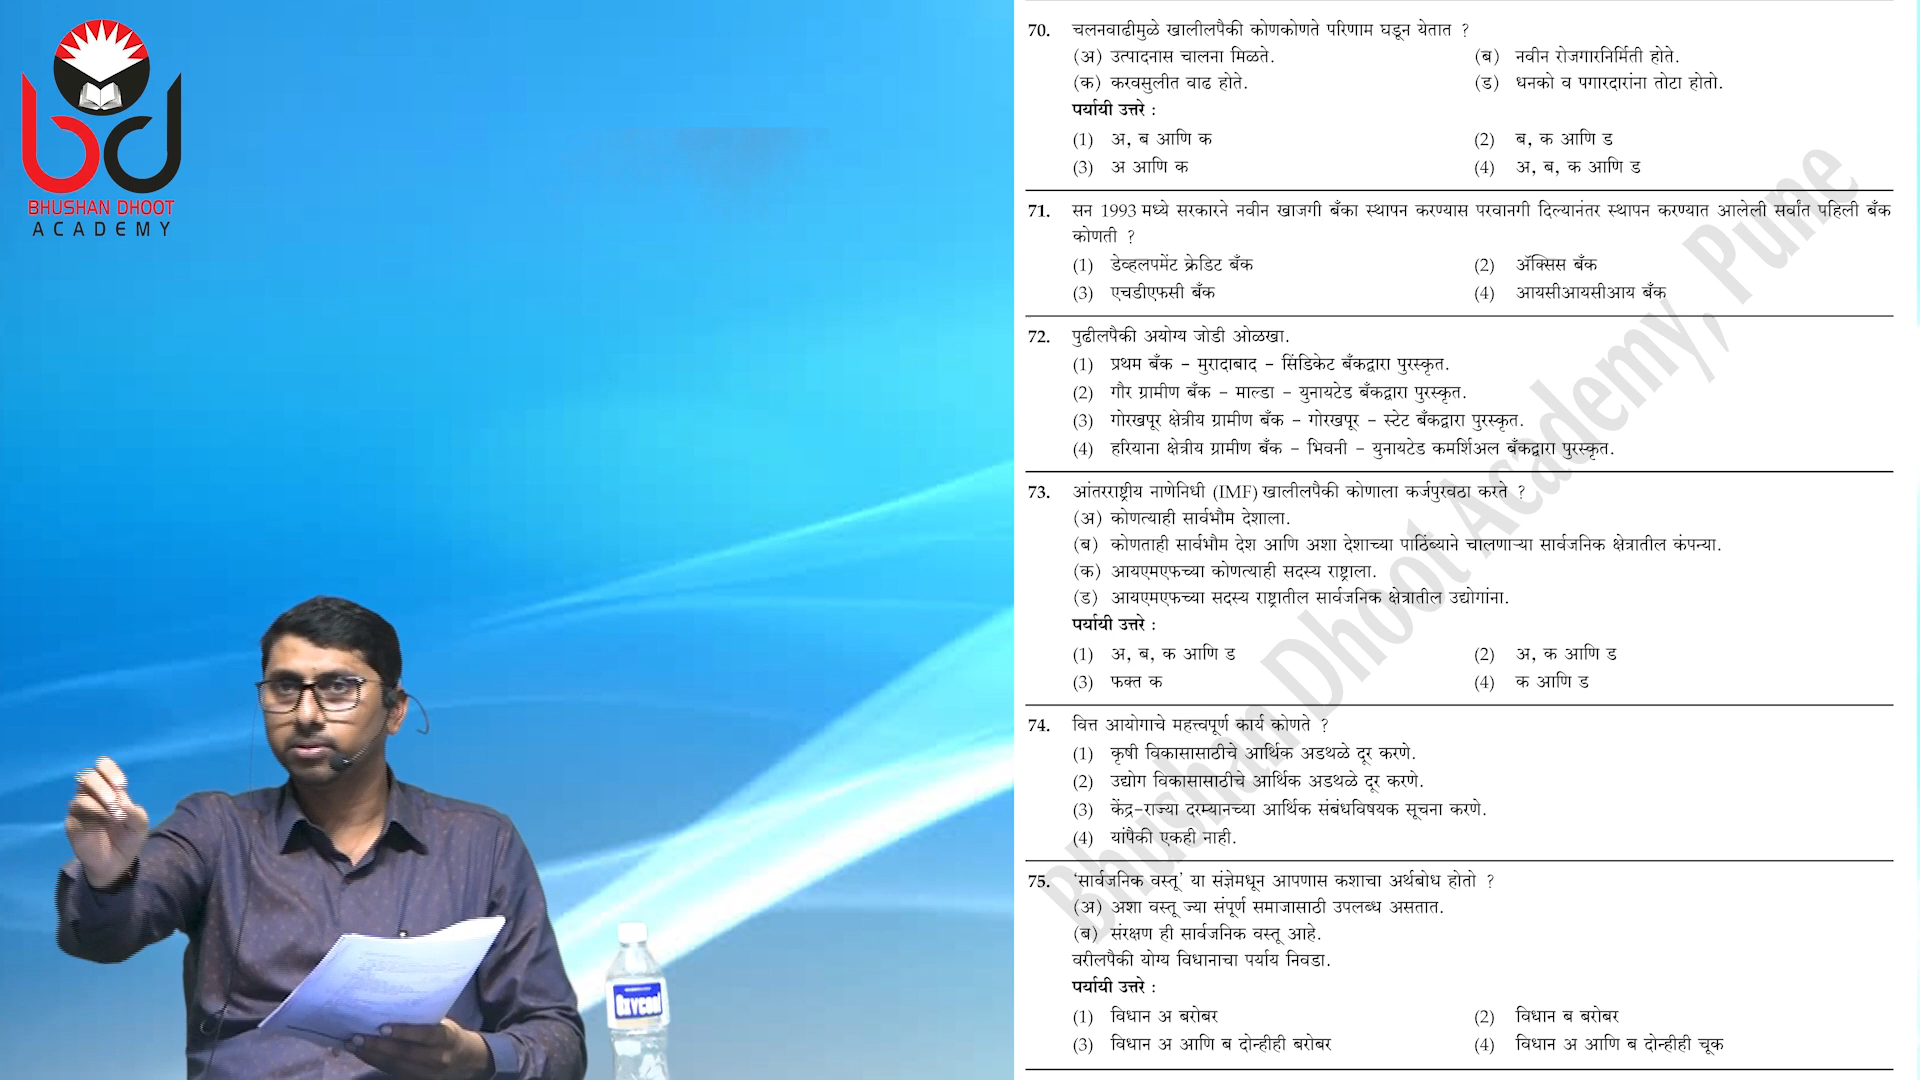 BHUSHAN DHOOT
ACADEMY
70. चलनवाढीमुळे खालीलपैकी कोणकोणते परिणाम घडून येतात ?
(अ) उत्पादनास चालना मिळते. (ब) नवीन रोजगारनिर्मिती होते.
(क) करवसुलीत वाढ होते. (ड) धनको व पगारदारांना तोटा होतो.
पर्यायी उत्तरे :
(1) अ, ब आणि क (2) ब, क आणि ड
(3) अ आणि क (4) अ, ब, क आणि ड
71. सन 1993 मध्ये सरकारने नवीन खाजगी बँका स्थापन करण्यास परवानगी दिल्यानंतर स्थापन करण्यात आलेली सर्वांत पहिली बँक
कोणती ?
(1) डेव्हलपमेंट क्रेडिट बँक (2) ॲक्सिस बँक
(3) एचडीएफसी बँक (4) आयसीआयसीआय बँक
72. पुढीलपैकी अयोग्य जोडी ओळखा.
(1) प्रथम बँक – मुरादाबाद – सिंडिकेट बँकद्वारा पुरस्कृत.
(2) गौर ग्रामीण बँक – माल्डा – युनायटेड बँकद्वारा पुरस्कृत.
(3) गोरखपूर क्षेत्रीय ग्रामीण बँक – गोरखपूर – स्टेट बँकद्वारा पुरस्कृत.
(4) हरियाना क्षेत्रीय ग्रामीण बँक – भिवनी – युनायटेड कमर्शिअल बँकद्वारा पुरस्कृत.
73. आंतरराष्ट्रीय नाणेनिधी (IMF) खालीलपैकी कोणाला कर्जपुरवठा करते ?
(अ) कोणत्याही सार्वभौम देशाला.
(ब) कोणताही सार्वभौम देश आणि अशा देशाच्या पाठिंब्याने चालणाऱ्या सार्वजनिक क्षेत्रातील कंपन्या.
(क) आयएमएफच्या कोणत्याही सदस्य राष्ट्राला.
(ड) आयएमएफच्या सदस्य राष्ट्रातील सार्वजनिक क्षेत्रातील उद्योगांना.
पर्यायी उत्तरे :
(1) अ, ब, क आणि ड (2) अ, क आणि ड
(3) फक्त क (4) क आणि ड
74. वित्त आयोगाचे महत्त्वपूर्ण कार्य कोणते ?
(1) कृषी विकासासाठीचे आर्थिक अडथळे दूर करणे.
(2) उद्योग विकासासाठीचे आर्थिक अडथळे दूर करणे.
(3) केंद्र-राज्या दरम्यानच्या आर्थिक संबंधविषयक सूचना करणे.
(4) यांपैकी एकही नाही.
75. 'सार्वजनिक वस्तू' या संज्ञेमधून आपणास कशाचा अर्थबोध होतो ?
(अ) अशा वस्तू ज्या संपूर्ण समाजासाठी उपलब्ध असतात.
(ब) संरक्षण ही सार्वजनिक वस्तू आहे.
वरीलपैकी योग्य विधानाचा पर्याय निवडा.
पर्यायी उत्तरे :
(1) विधान अ बरोबर (2) विधान ब बरोबर
(3) विधान अ आणि ब दोन्हीही बरोबर (4) विधान अ आणि ब दोन्हीही चूक
Bhushan Dhoot Academy, Pune
Oxycool